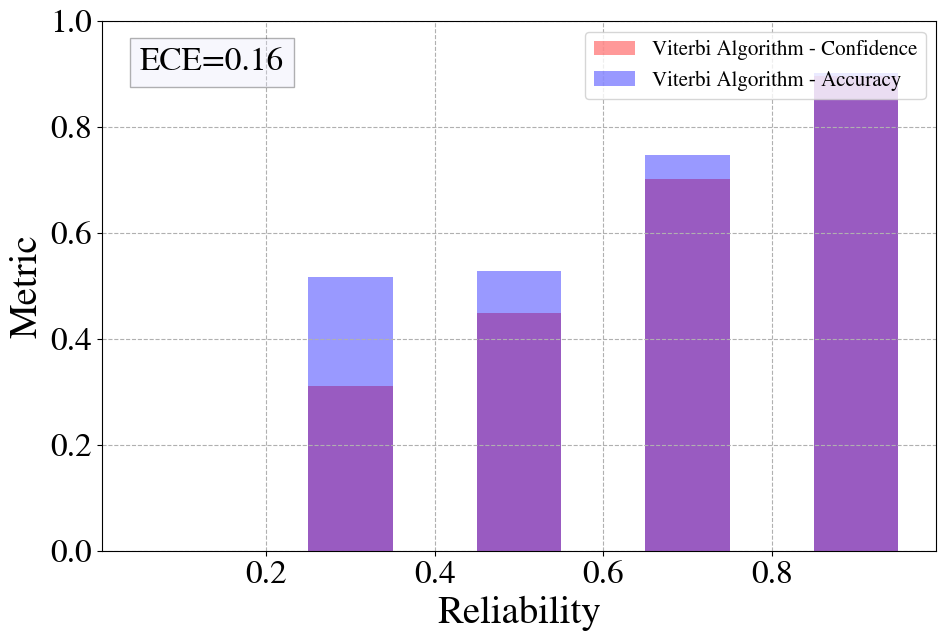 ECE=0.16
Viterbi Algorithm - Confidence
Viterbi Algorithm - Accuracy
Metric
1.0
0.8
0.6
0.4
0.2
0.0
0.2 0.4 0.6 0.8
Reliability